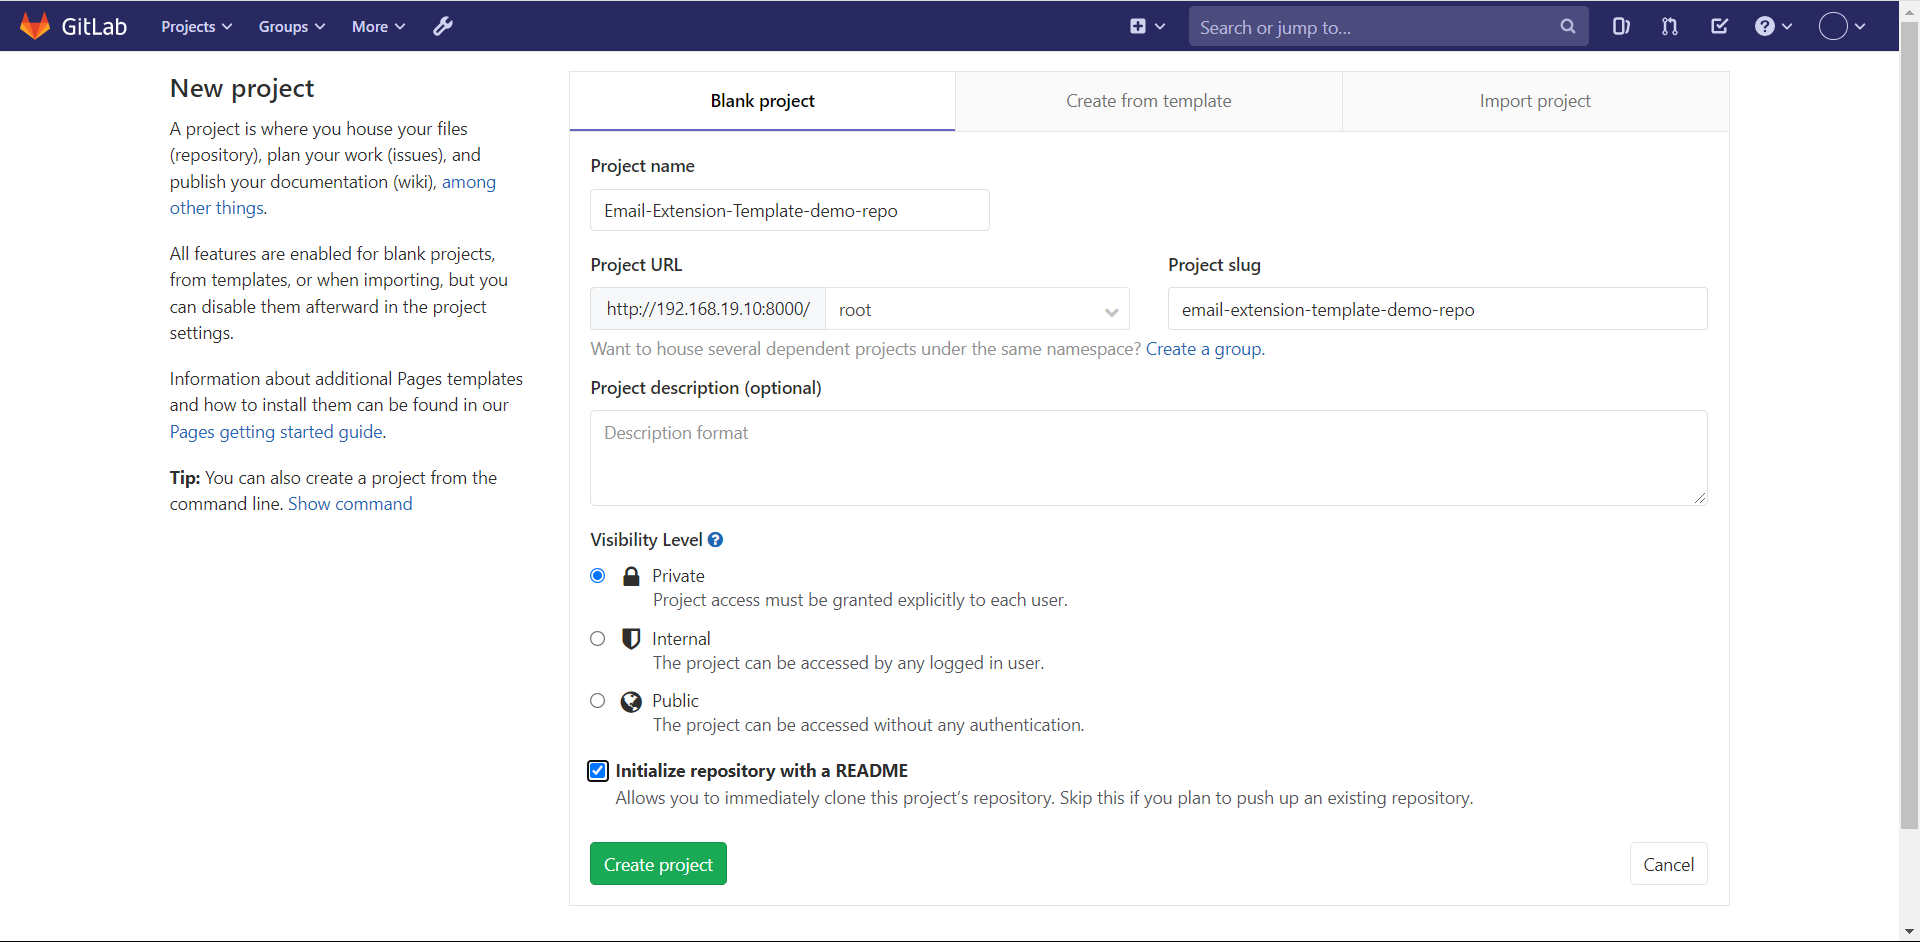 GitLab
Projects
Groups
More
Search or jump to...
New project
A project is where you house your files
(repository), plan your work (issues), and
publish your documentation (wiki), among
other things.
All features are enabled for blank projects,
from templates, or when importing, but you
can disable them afterward in the project
settings.
Information about additional Pages templates
and how to install them can be found in our
Pages getting started guide.
Tip: You can also create a project from the
command line. Show command
Blank project
Create from template
Import project
Project name
Email-Extension-Template-demo-repo
Project URL
http://192.168.19.10:8000/
root
Project slug
email-extension-template-demo-repo
Want to house several dependent projects under the same namespace? Create a group.
Project description (optional)
Description format
Visibility Level
Private
Project access must be granted explicitly to each user.
Internal
The project can be accessed by any logged in user.
Public
The project can be accessed without any authentication.
Initialize repository with a README
Allows you to immediately clone this project’s repository. Skip this if you plan to push up an existing repository.
Create project
Cancel